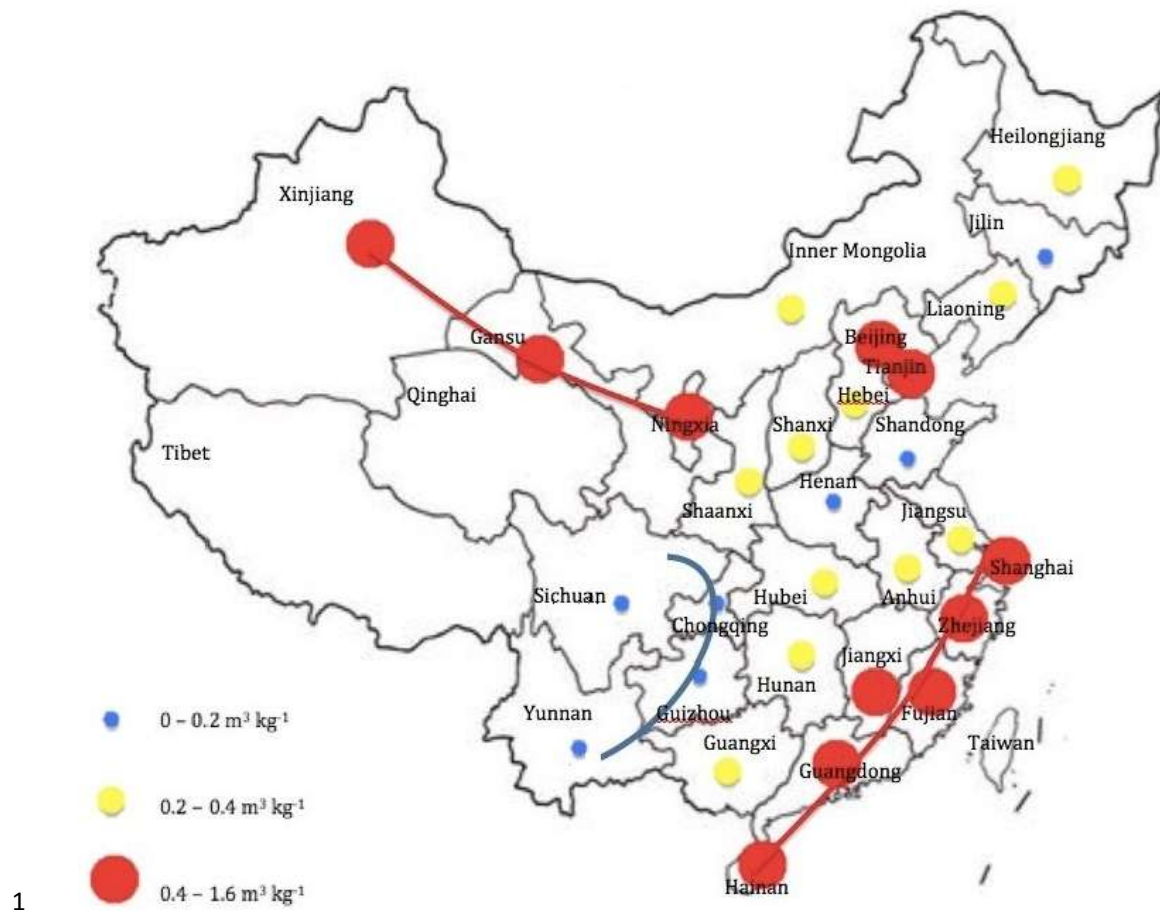 Heilongjiang
Xinjiang
Jilin
Inner Mongolia
Liaoning
Gansu
Beijing
Tianjin
Qinghai
Hebei
Ningxia
Shanxi
Shandong
Tibet
Henan
Shaanxi
Jiangsu
Shanghai
Sichuan
Hubei
Anhui
Chongqing
Zhejiang
Jiangxi
Hunan
Yunnan
Guizhou
Fujian
Guangxi
Taiwan
Guangdong
Hainan
0 – 0.2 m³ kg⁻¹
0.2 – 0.4 m³ kg⁻¹
0.4 – 1.6 m³ kg⁻¹
1